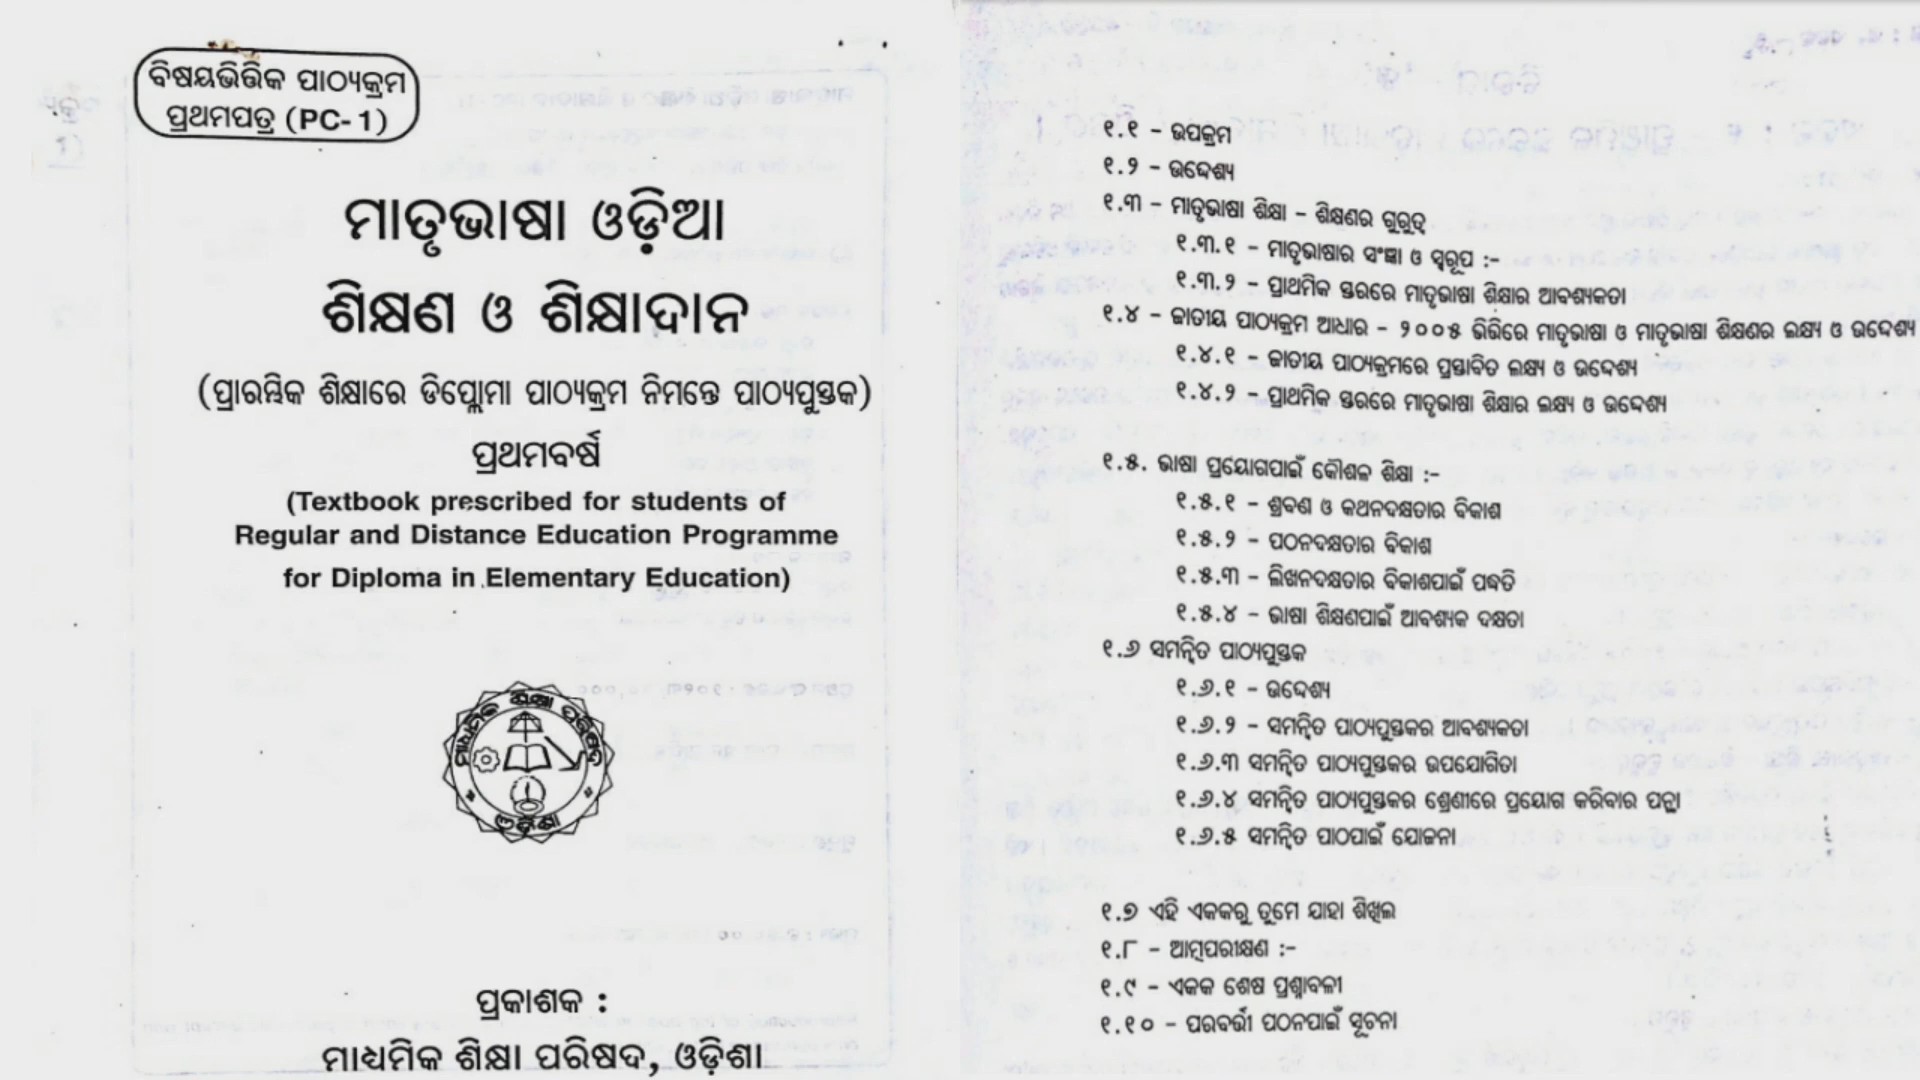 ବିଷୟଭିତ୍ତିକ ପାଠ୍ୟକ୍ରମ
ପ୍ରଥମପତ୍ର (PC-1)
ମାତୃଭାଷା ଓଡ଼ିଆ
ଶିକ୍ଷଣ ଓ ଶିକ୍ଷାଦାନ
(ପ୍ରାରମ୍ଭିକ ଶିକ୍ଷାରେ ଡିପ୍ଲୋମା ପାଠ୍ୟକ୍ରମ ନିମନ୍ତେ ପାଠ୍ୟପୁସ୍ତକ)
ପ୍ରଥମବର୍ଷ
(Textbook prescribed for students of
Regular and Distance Education Programme
for Diploma in Elementary Education)
ମାଧ୍ୟମିକ ଶିକ୍ଷା ପରିଷଦ
ଓଡ଼ିଶା
ପ୍ରକାଶକ :
ମାଧ୍ୟମିକ ଶିକ୍ଷା ପରିଷଦ, ଓଡ଼ିଶା
୧.୧ – ଉପକ୍ରମ
୧.୨ – ଉଦ୍ଦେଶ୍ୟ
୧.୩ – ମାତୃଭାଷା ଶିକ୍ଷା – ଶିକ୍ଷଣର ଗୁରୁତ୍ୱ
୧.୩.୧ – ମାତୃଭାଷାର ସଂଜ୍ଞା ଓ ସ୍ୱରୂପ :–
୧.୩.୨ – ପ୍ରାଥମିକ ସ୍ତରରେ ମାତୃଭାଷା ଶିକ୍ଷାର ଆବଶ୍ୟକତା
୧.୪ – ଜାତୀୟ ପାଠ୍ୟକ୍ରମ ଆଧାର – ୨୦୦୫ ଭିତ୍ତିରେ ମାତୃଭାଷା ଓ ମାତୃଭାଷା ଶିକ୍ଷଣର ଲକ୍ଷ୍ୟ ଓ ଉଦ୍ଦେଶ୍ୟ
୧.୪.୧ – ଜାତୀୟ ପାଠ୍ୟକ୍ରମରେ ପ୍ରସ୍ତାବିତ ଲକ୍ଷ୍ୟ ଓ ଉଦ୍ଦେଶ୍ୟ
୧.୪.୨ – ପ୍ରାଥମିକ ସ୍ତରରେ ମାତୃଭାଷା ଶିକ୍ଷାର ଲକ୍ଷ୍ୟ ଓ ଉଦ୍ଦେଶ୍ୟ
୧.୫. ଭାଷା ପ୍ରୟୋଗପାଇଁ କୌଶଳ ଶିକ୍ଷା :–
୧.୫.୧ – ଶ୍ରବଣ ଓ କଥନଦକ୍ଷତାର ବିକାଶ
୧.୫.୨ – ପଠନଦକ୍ଷତାର ବିକାଶ
୧.୫.୩ – ଲିଖନଦକ୍ଷତାର ବିକାଶପାଇଁ ପଦ୍ଧତି
୧.୫.୪ – ଭାଷା ଶିକ୍ଷଣପାଇଁ ଆବଶ୍ୟକ ଦକ୍ଷତା
୧.୬ ସମନ୍ୱିତ ପାଠ୍ୟପୁସ୍ତକ
୧.୬.୧ – ଉଦ୍ଦେଶ୍ୟ
୧.୬.୨ – ସମନ୍ୱିତ ପାଠ୍ୟପୁସ୍ତକର ଆବଶ୍ୟକତା
୧.୬.୩ ସମନ୍ୱିତ ପାଠ୍ୟପୁସ୍ତକର ଉପଯୋଗିତା
୧.୬.୪ ସମନ୍ୱିତ ପାଠ୍ୟପୁସ୍ତକର ଶ୍ରେଣୀରେ ପ୍ରୟୋଗ କରିବାର ପନ୍ଥା
୧.୬.୫ ସମନ୍ୱିତ ପାଠପାଇଁ ଯୋଜନା
୧.୭ ଏହି ଏକକରୁ ତୁମେ ଯାହା ଶିଖିଲ
୧.୮ – ଆତ୍ମପରୀକ୍ଷଣ :–
୧.୯ – ଏକକ ଶେଷ ପ୍ରଶ୍ନାବଳୀ
୧.୧୦ – ପରବର୍ତ୍ତୀ ପଠନପାଇଁ ସୂଚନା